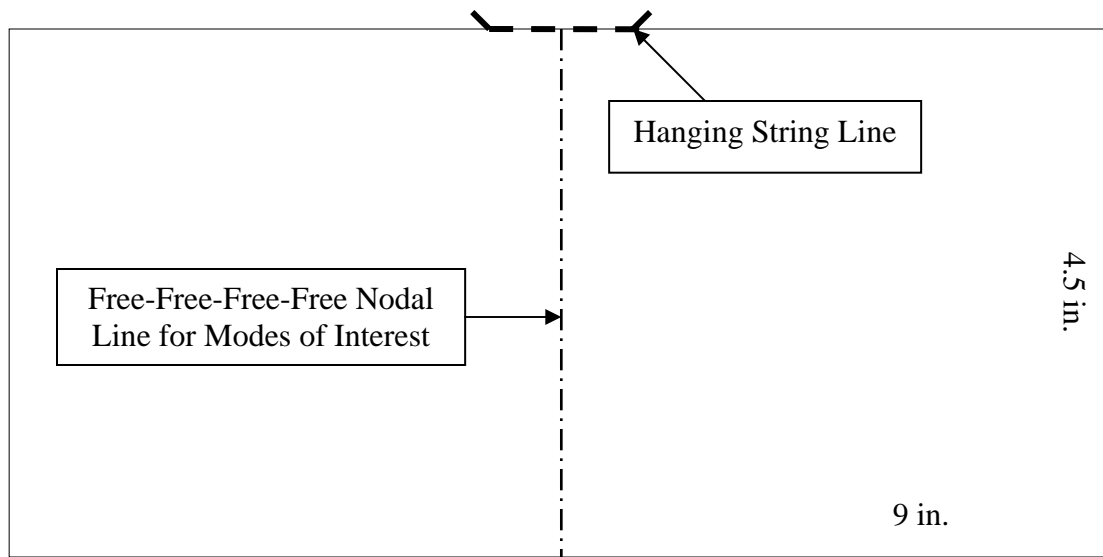 Hanging String Line
Free-Free-Free-Free Nodal
Line for Modes of Interest
4.5 in.
9 in.